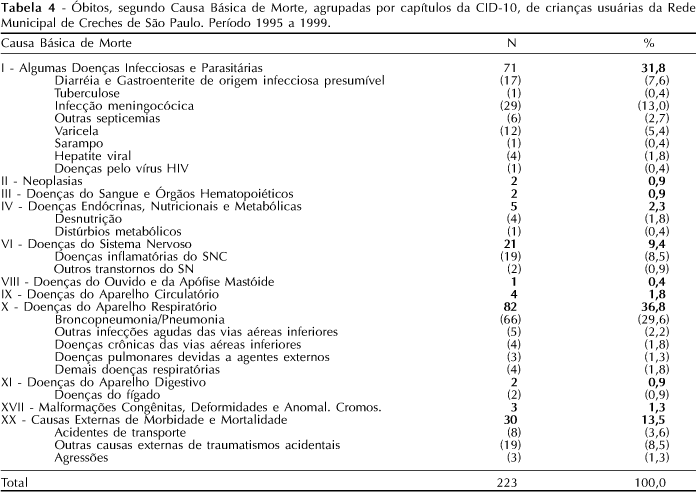 Tabela 4 - Óbitos, segundo Causa Básica de Morte, agrupadas por capítulos da CID-10, de crianças usuárias da Rede
Municipal de Creches de São Paulo. Período 1995 a 1999.
Causa Básica de Morte N %
I - Algumas Doenças Infecciosas e Parasitárias 71 31,8
Diarréia e Gastroenterite de origem infecciosa presumível (17) (7,6)
Tuberculose (1) (0,4)
Infecção meningocócica (29) (13,0)
Outras septicemias (6) (2,7)
Varicela (12) (5,4)
Sarampo (1) (0,4)
Hepatite viral (4) (1,8)
Doenças pelo vírus HIV (1) (0,4)
II - Neoplasias 2 0,9
III - Doenças do Sangue e Órgãos Hematopoiéticos 2 0,9
IV - Doenças Endócrinas, Nutricionais e Metabólicas 5 2,3
Desnutrição (4) (1,8)
Distúrbios metabólicos (1) (0,4)
VI - Doenças do Sistema Nervoso 21 9,4
Doenças inflamatórias do SNC (19) (8,5)
Outros transtornos do SN (2) (0,9)
VIII - Doenças do Ouvido e da Apófise Mastóide 1 0,4
IX - Doenças do Aparelho Circulatório 4 1,8
X - Doenças do Aparelho Respiratório 82 36,8
Broncopneumonia/Pneumonia (66) (29,6)
Outras infecções agudas das vias aéreas inferiores (5) (2,2)
Doenças crônicas das vias aéreas inferiores (4) (1,8)
Doenças pulmonares devidas a agentes externos (3) (1,3)
Demais doenças respiratórias (4) (1,8)
XI - Doenças do Aparelho Digestivo 2 0,9
Doenças do fígado (2) (0,9)
XVII - Malformações Congênitas, Deformidades e Anomal. Cromos. 3 1,3
XX - Causas Externas de Morbidade e Mortalidade 30 13,5
Acidentes de transporte (8) (3,6)
Outras causas externas de traumatismos acidentais (19) (8,5)
Agressões (3) (1,3)
Total 223 100,0